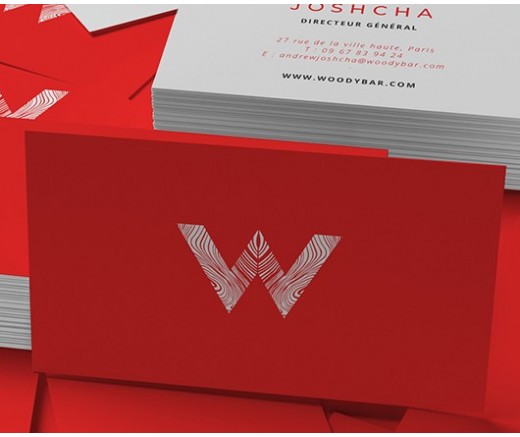 JOSHCHA
DIRECTEUR GÉNÉRAL
27 rue de la ville haute, Paris
T : 09 67 83 94 24
E : andrewjoshcha@woodybar.com
WWW.WOODYBAR.COM
W